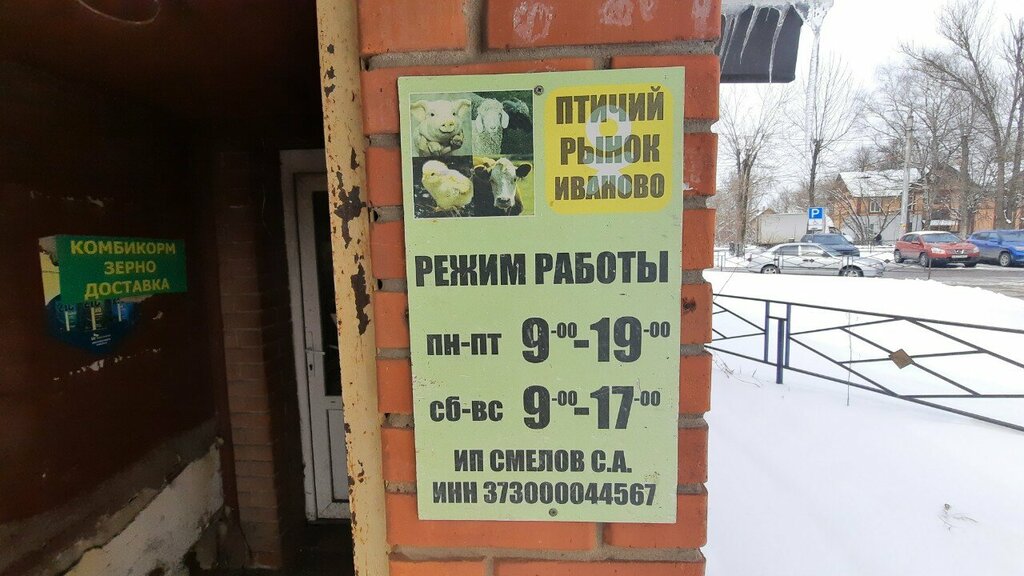 ПТИЧИЙ
РЫНОК
ИВАНОВО
РЕЖИМ РАБОТЫ
ПН-ПТ 9-00-19-00
СБ-ВС 9-00-17-00
ИП СМЕЛОВ С.А.
ИНН 373000044567
КОМБИКОРМ
ЗЕРНО
ДОСТАВКА
P